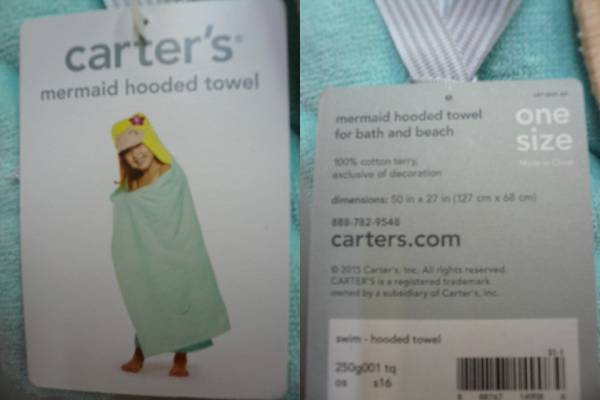 carter's®
mermaid hooded towel
mermaid hooded towel
for bath and beach
one
size
Made in China
100% cotton terry,
exclusive of decoration
dimensions: 50 in x 27 in (127 cm x 68 cm)
888-782-9548
carters.com
© 2015 Carter's, Inc. All rights reserved.
CARTER'S is a registered trademark
owned by a subsidiary of Carter's, Inc.
swim - hooded towel
250g001 tq
os s16